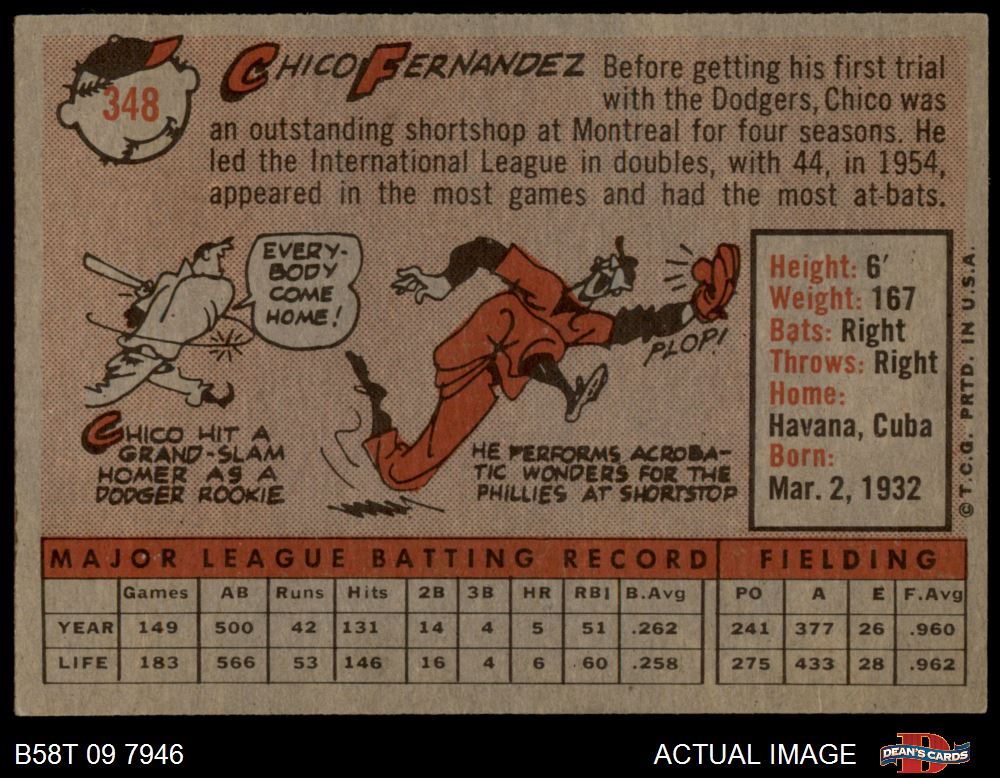 348
CHICO FERNANDEZ
Before getting his first trial
with the Dodgers, Chico was
an outstanding shortshop at Montreal for four seasons. He
led the International League in doubles, with 44, in 1954,
appeared in the most games and had the most at-bats.
EVERY-
BODY
COME
HOME!
CHICO HIT A
GRAND-SLAM
HOMER AS A
DODGER ROOKIE
PLOP!
HE PERFORMS ACROBA-
TIC WONDERS FOR THE
PHILLIES AT SHORTSTOP
Height: 6'
Weight: 167
Bats: Right
Throws: Right
Home:
Havana, Cuba
Born:
Mar. 2, 1932
© T.C.G. PRTD. IN U.S.A.
MAJOR LEAGUE BATTING RECORD FIELDING
Games AB Runs Hits 2B 3B HR RBI B.Avg PO A E F.Avg
YEAR 149 500 42 131 14 4 5 51 .262 241 377 26 .960
LIFE 183 566 53 146 16 4 6 60 .258 275 433 28 .962
B58T 09 7946 ACTUAL IMAGE DEAN'S CARDS